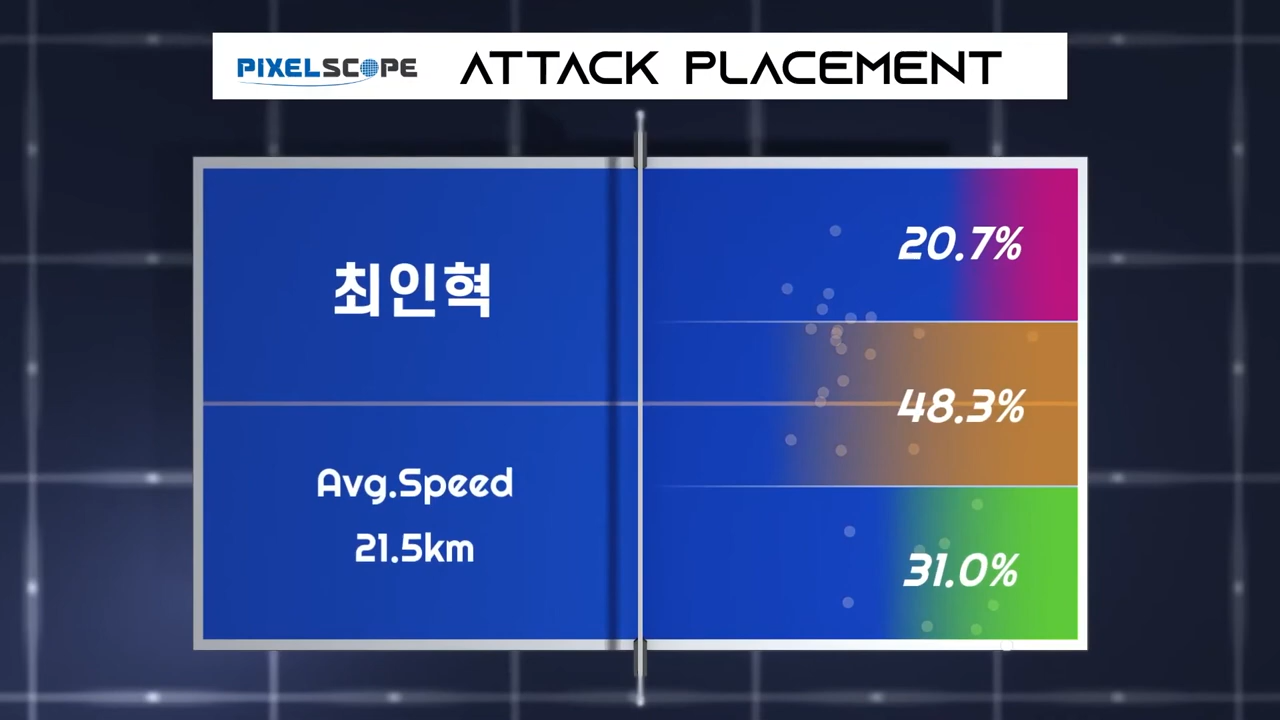 PIXELSCOPE ATTACK PLACEMENT
최인혁
Avg.Speed
21.5km
20.7%
48.3%
31.0%